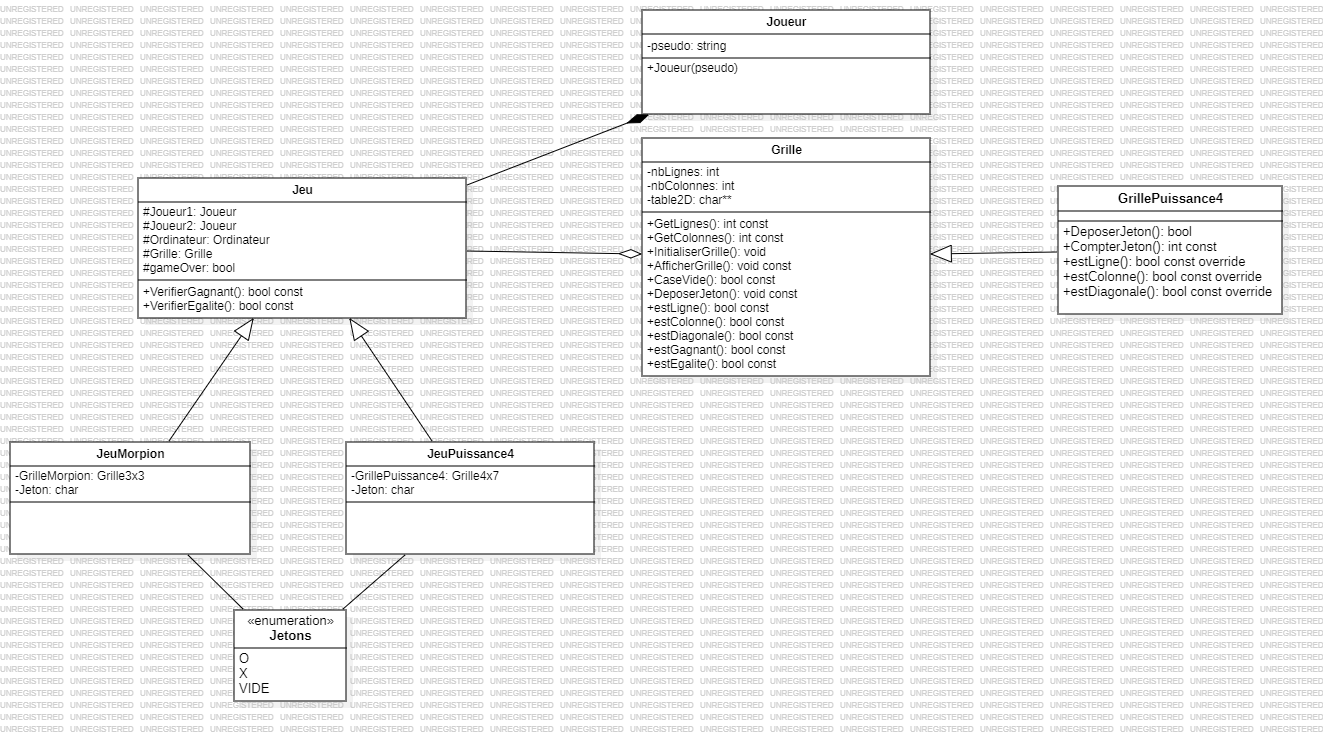 Joueur
-pseudo: string
+Joueur(pseudo)
Grille
-nbLignes: int
-nbColonnes: int
-table2D: char**
+GetLignes(): int const
+GetColonnes(): int const
+InitialiserGrille(): void
+AfficherGrille(): void const
+CaseVide(): bool const
+DeposerJeton(): void const
+estLigne(): bool const
+estColonne(): bool const
+estDiagonale(): bool const
+estGagnant(): bool const
+estEgalite(): bool const
GrillePuissance4
+DeposerJeton(): bool
+CompterJeton(): int const
+estLigne(): bool const override
+estColonne(): bool const override
+estDiagonale(): bool const override
Jeu
#Joueur1: Joueur
#Joueur2: Joueur
#Ordinateur: Ordinateur
#Grille: Grille
#gameOver: bool
+VerifierGagnant(): bool const
+VerifierEgalite(): bool const
JeuMorpion
-GrilleMorpion: Grille3x3
-Jeton: char
JeuPuissance4
-GrillePuissance4: Grille4x7
-Jeton: char
«enumeration»
Jetons
O
X
VIDE
UNREGISTERED